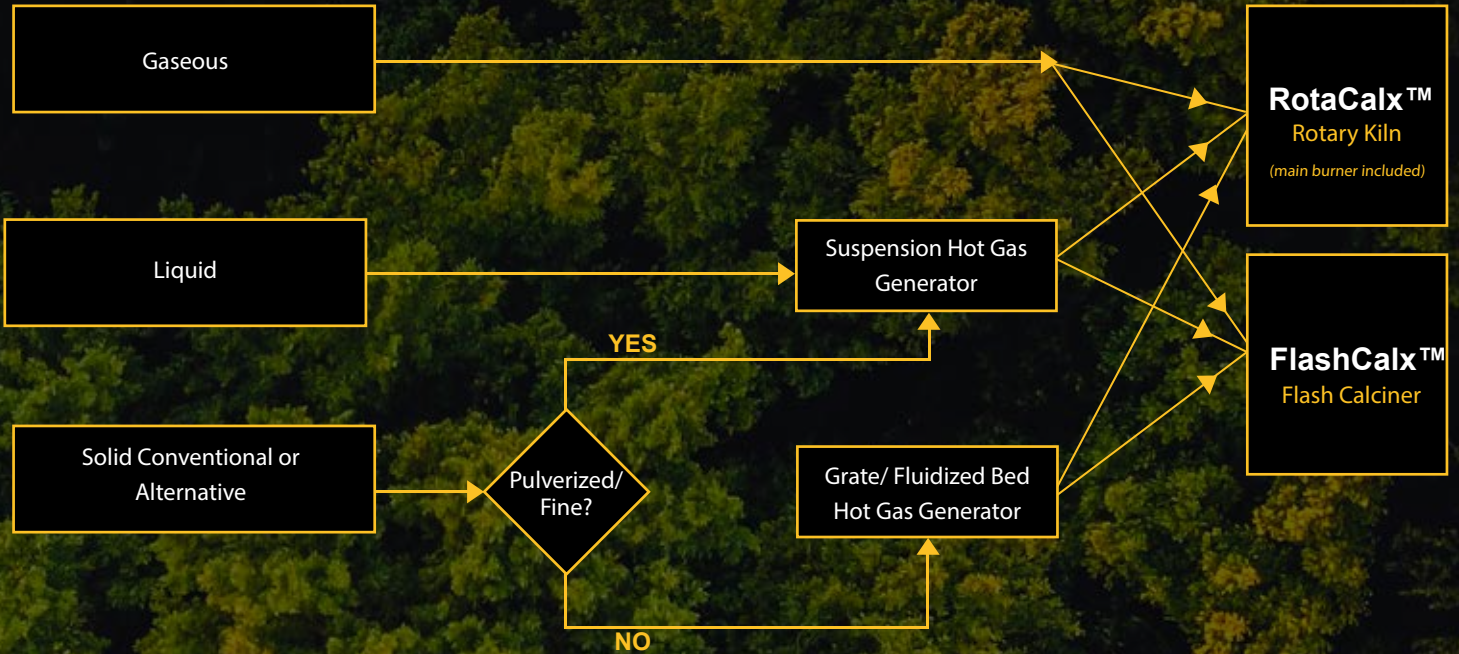 Gaseous
RotaCalx™
Rotary Kiln
(main burner included)
Liquid
Suspension Hot Gas
Generator
YES
FlashCalx™
Flash Calciner
Solid Conventional or
Alternative
Pulverized/
Fine?
Grate/ Fluidized Bed
Hot Gas Generator
NO